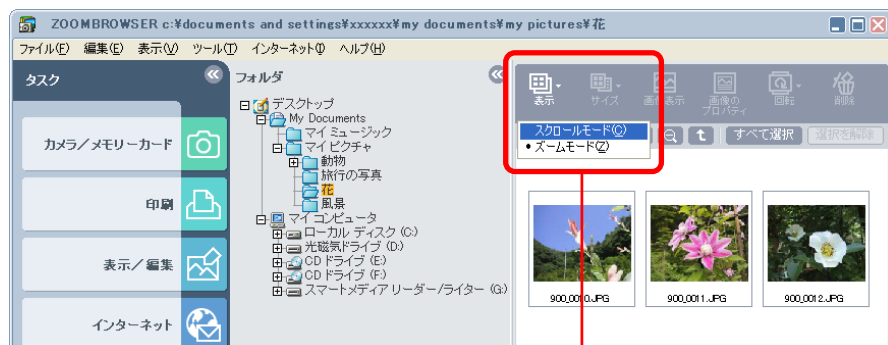 ZOOMBROWSER c:¥documents and settings¥xxxxxx¥my documents¥my pictures¥花
ファイル(F) 編集(E) 表示(V) ツール(T) インターネット(I) ヘルプ(H)
タスク
カメラ/メモリーカード
印刷
表示/編集
インターネット
フォルダ
デスクトップ
My Documents
マイ ミュージック
マイ ピクチャ
動物
旅行の写真
花
風景
マイ コンピュータ
ローカル ディスク (C:)
光磁気ドライブ (D:)
CD ドライブ (E:)
CD ドライブ (F:)
スマートメディア リーダー/ライター (G:)
表示 サイズ 画像表示 画像のプロパティ 回転 削除
スクロールモード(O)
• ズームモード(Z)
すべて選択 選択を解除
900_0010.JPG 900_0011.JPG 900_0012.JPG